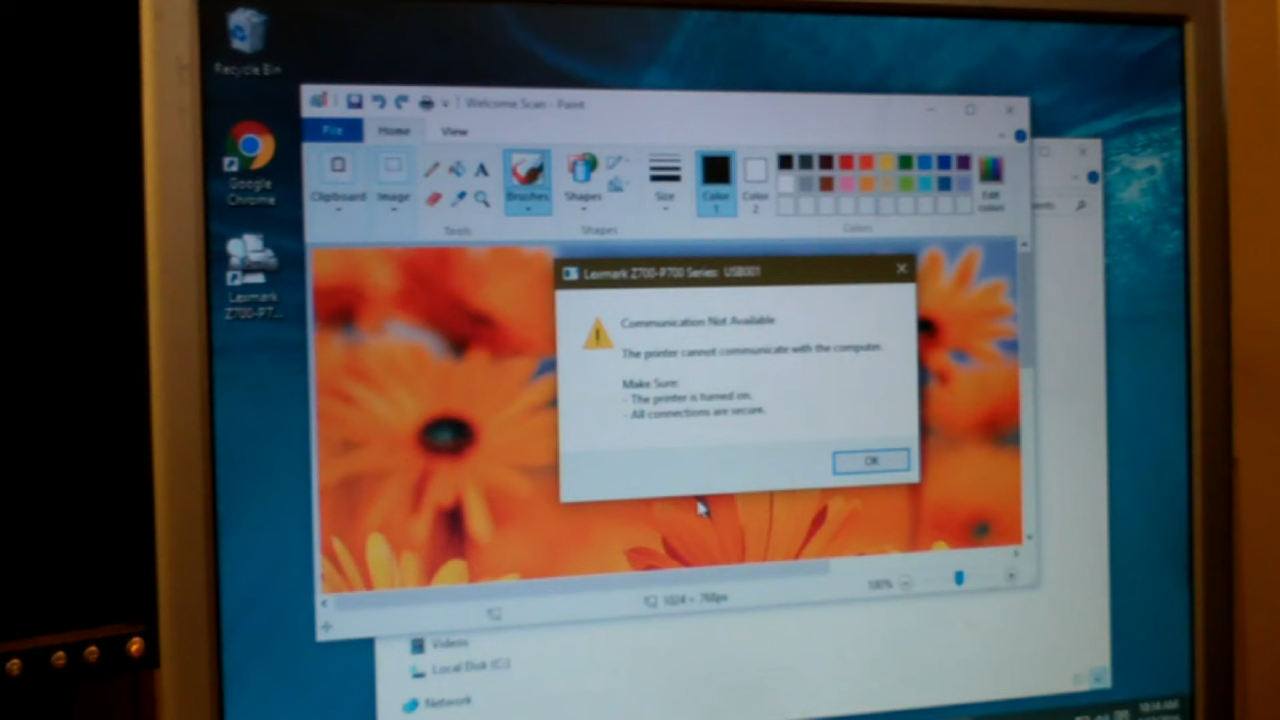 Recycle Bin
Google
Chrome
Lexmark
Z700-P7...
Welcome Scan - Paint
File
Home
View
Clipboard
Image
Tools
Brushes
Shapes
Shapes
Size
Color
1
Color
2
Edit
colors
Colors
Lexmark Z700-P700 Series: USB001
Communication Not Available
The printer cannot communicate with the computer.
Make Sure:
- The printer is turned on.
- All connections are secure.
OK
100%
1024 × 768px
Videos
Local Disk (C:)
Network